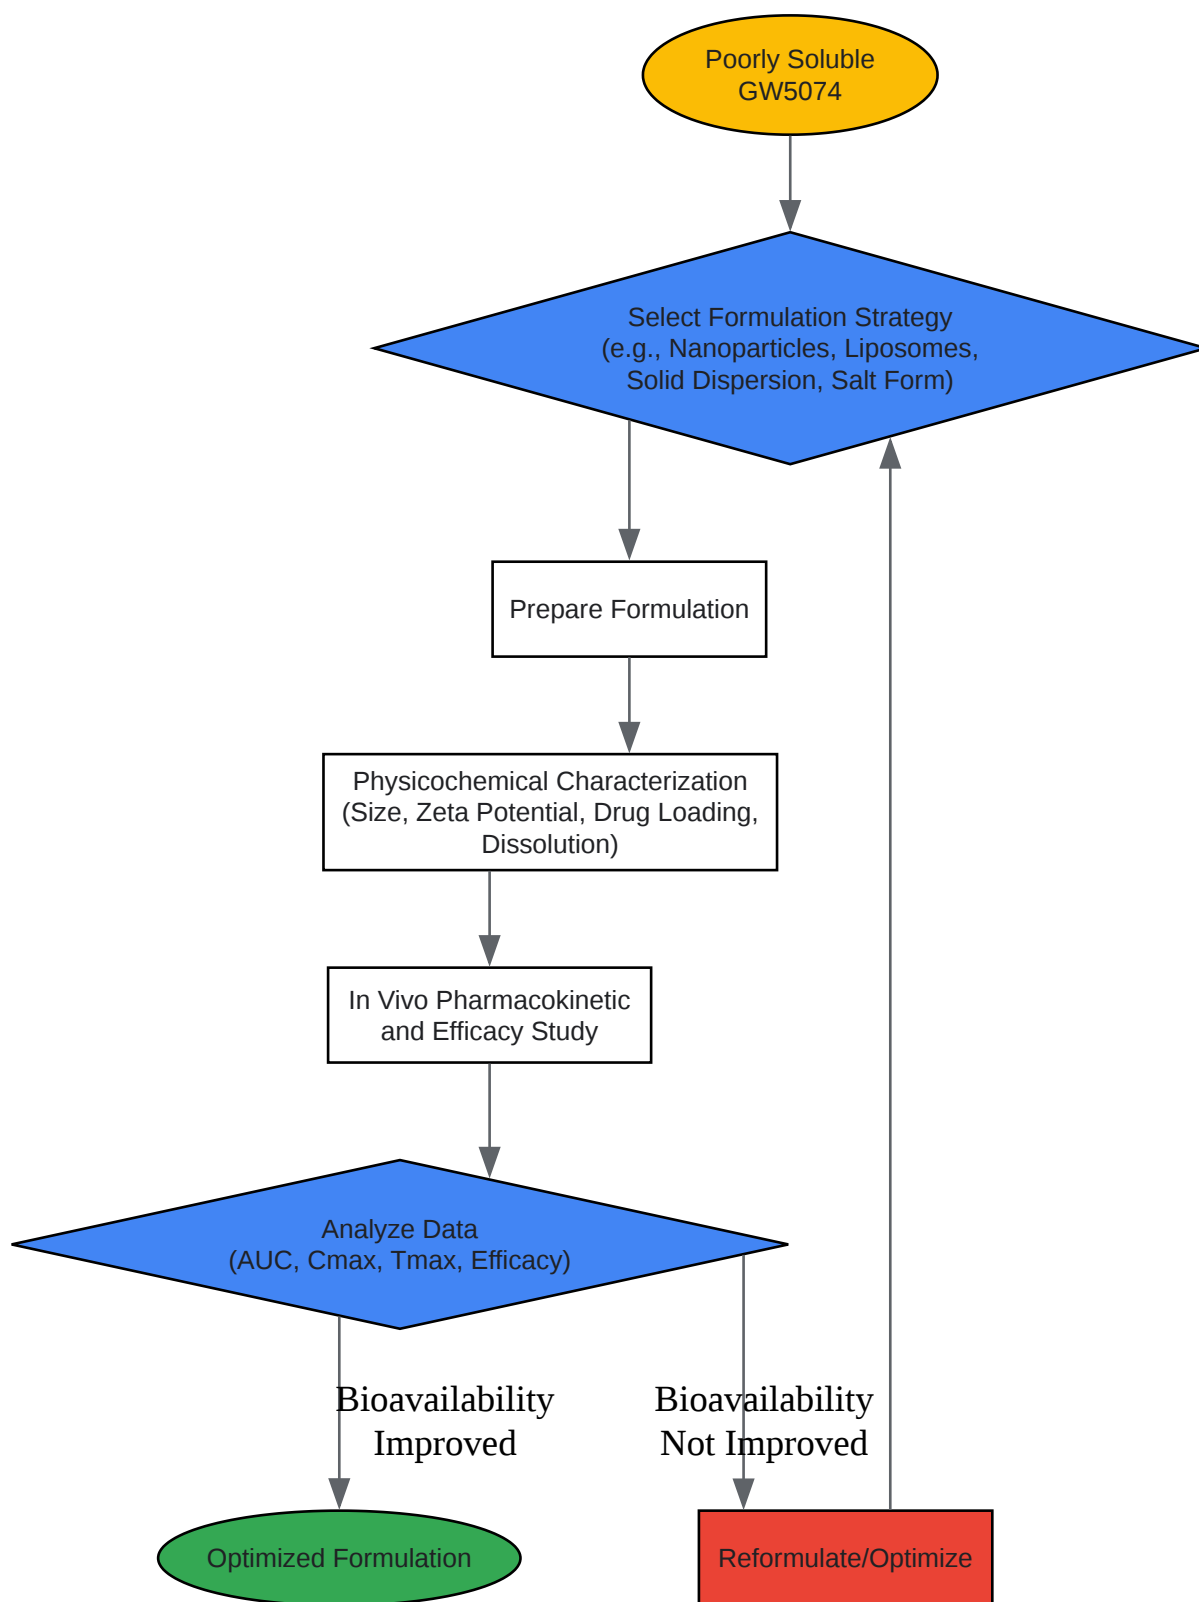 Poorly Soluble
GW5074
Select Formulation Strategy
(e.g., Nanoparticles, Liposomes,
Solid Dispersion, Salt Form)
Prepare Formulation
Physicochemical Characterization
(Size, Zeta Potential, Drug Loading,
Dissolution)
In Vivo Pharmacokinetic
and Efficacy Study
Analyze Data
(AUC, Cmax, Tmax, Efficacy)
Bioavailability
Improved
Bioavailability
Not Improved
Optimized Formulation
Reformulate/Optimize